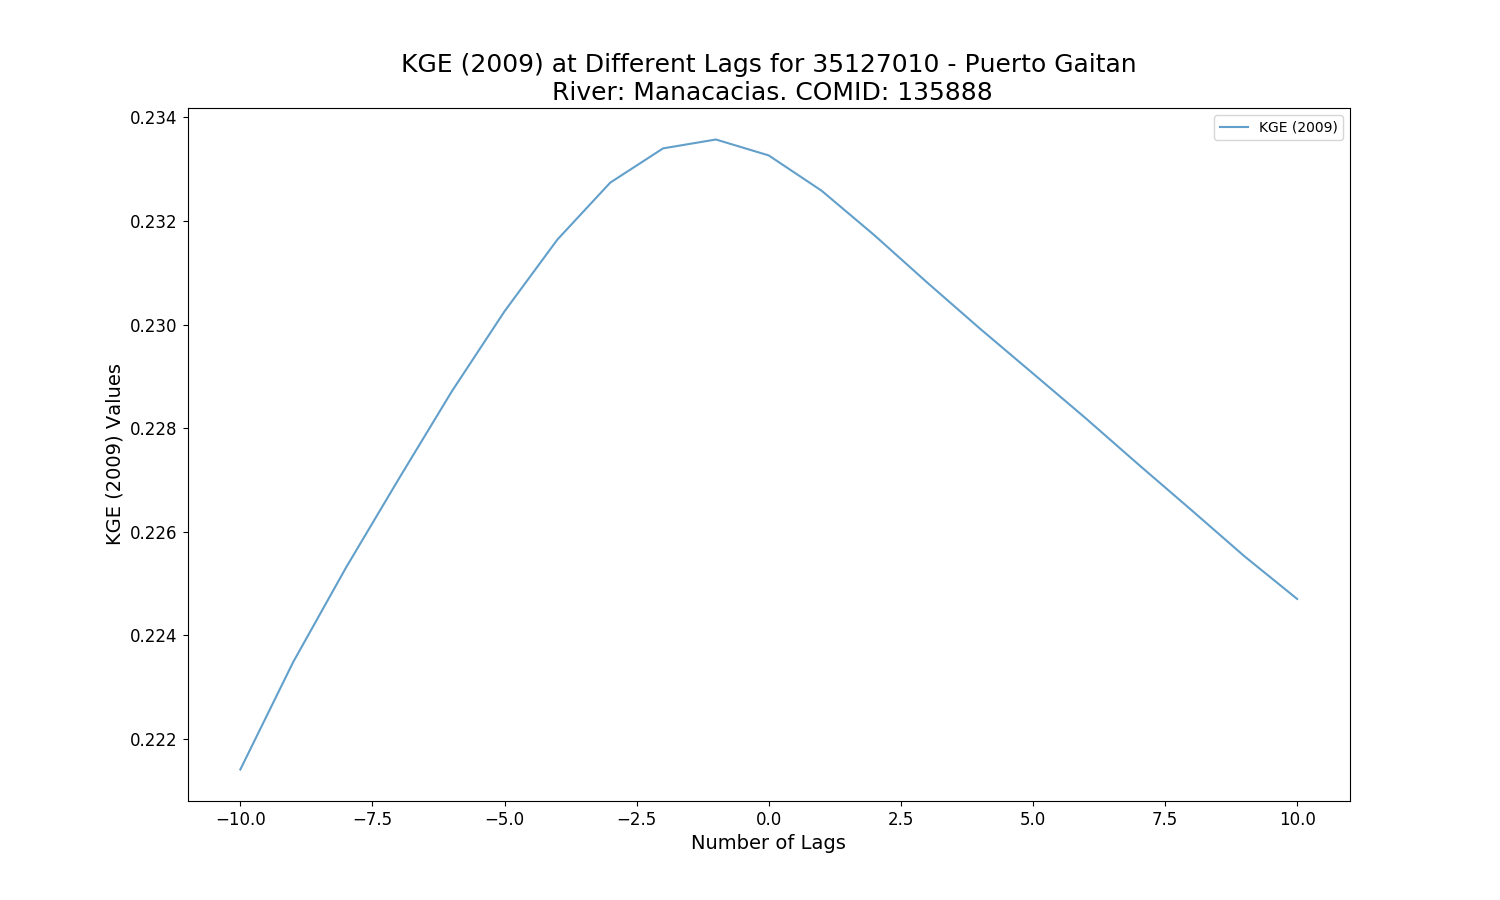 KGE (2009) at Different Lags for 35127010 - Puerto Gaitan
River: Manacacias. COMID: 135888
KGE (2009)
KGE (2009) Values
0.234
0.232
0.230
0.228
0.226
0.224
0.222
−10.0 −7.5 −5.0 −2.5 0.0 2.5 5.0 7.5 10.0
Number of Lags